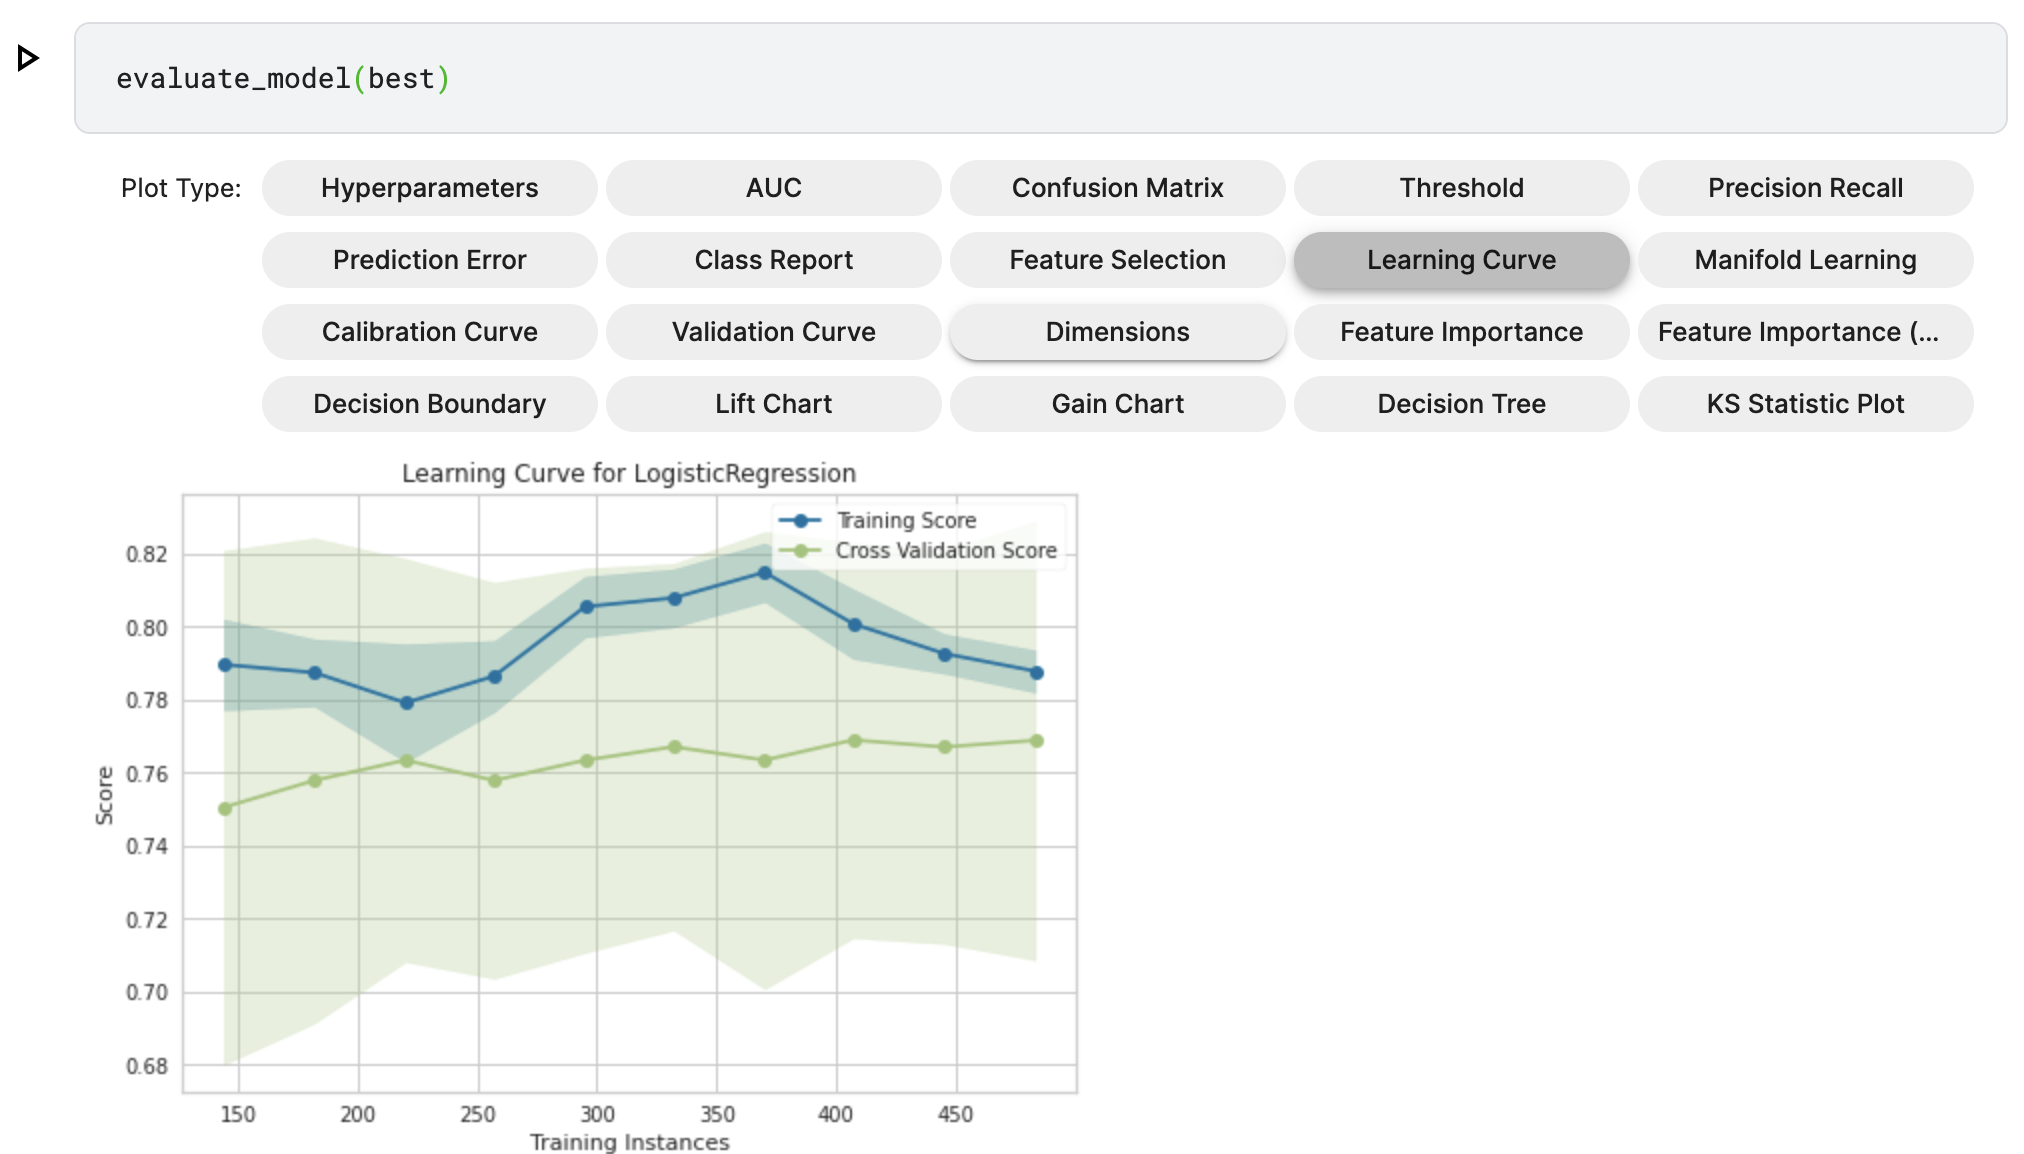 evaluate_model(best)
Plot Type:
Hyperparameters
AUC
Confusion Matrix
Threshold
Precision Recall
Prediction Error
Class Report
Feature Selection
Learning Curve
Manifold Learning
Calibration Curve
Validation Curve
Dimensions
Feature Importance
Feature Importance (...
Decision Boundary
Lift Chart
Gain Chart
Decision Tree
KS Statistic Plot
Learning Curve for LogisticRegression
Training Score
Cross Validation Score
Score
0.82
0.80
0.78
0.76
0.74
0.72
0.70
0.68
150 200 250 300 350 400 450
Training Instances